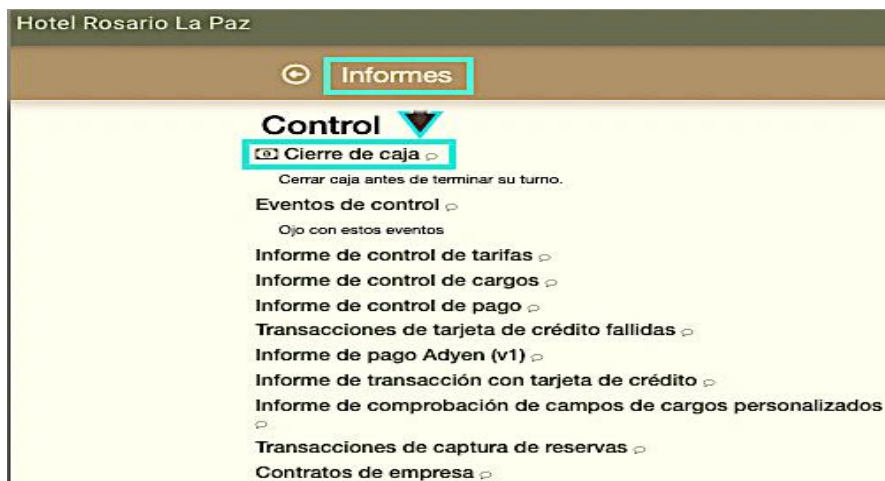 Hotel Rosario La Paz
Informes
Control
Cierre de caja
Cerrar caja antes de terminar su turno.
Eventos de control
Ojo con estos eventos
Informe de control de tarifas
Informe de control de cargos
Informe de control de pago
Transacciones de tarjeta de crédito fallidas
Informe de pago Adyen (v1)
Informe de transacción con tarjeta de crédito
Informe de comprobación de campos de cargos personalizados
Transacciones de captura de reservas
Contratos de empresa